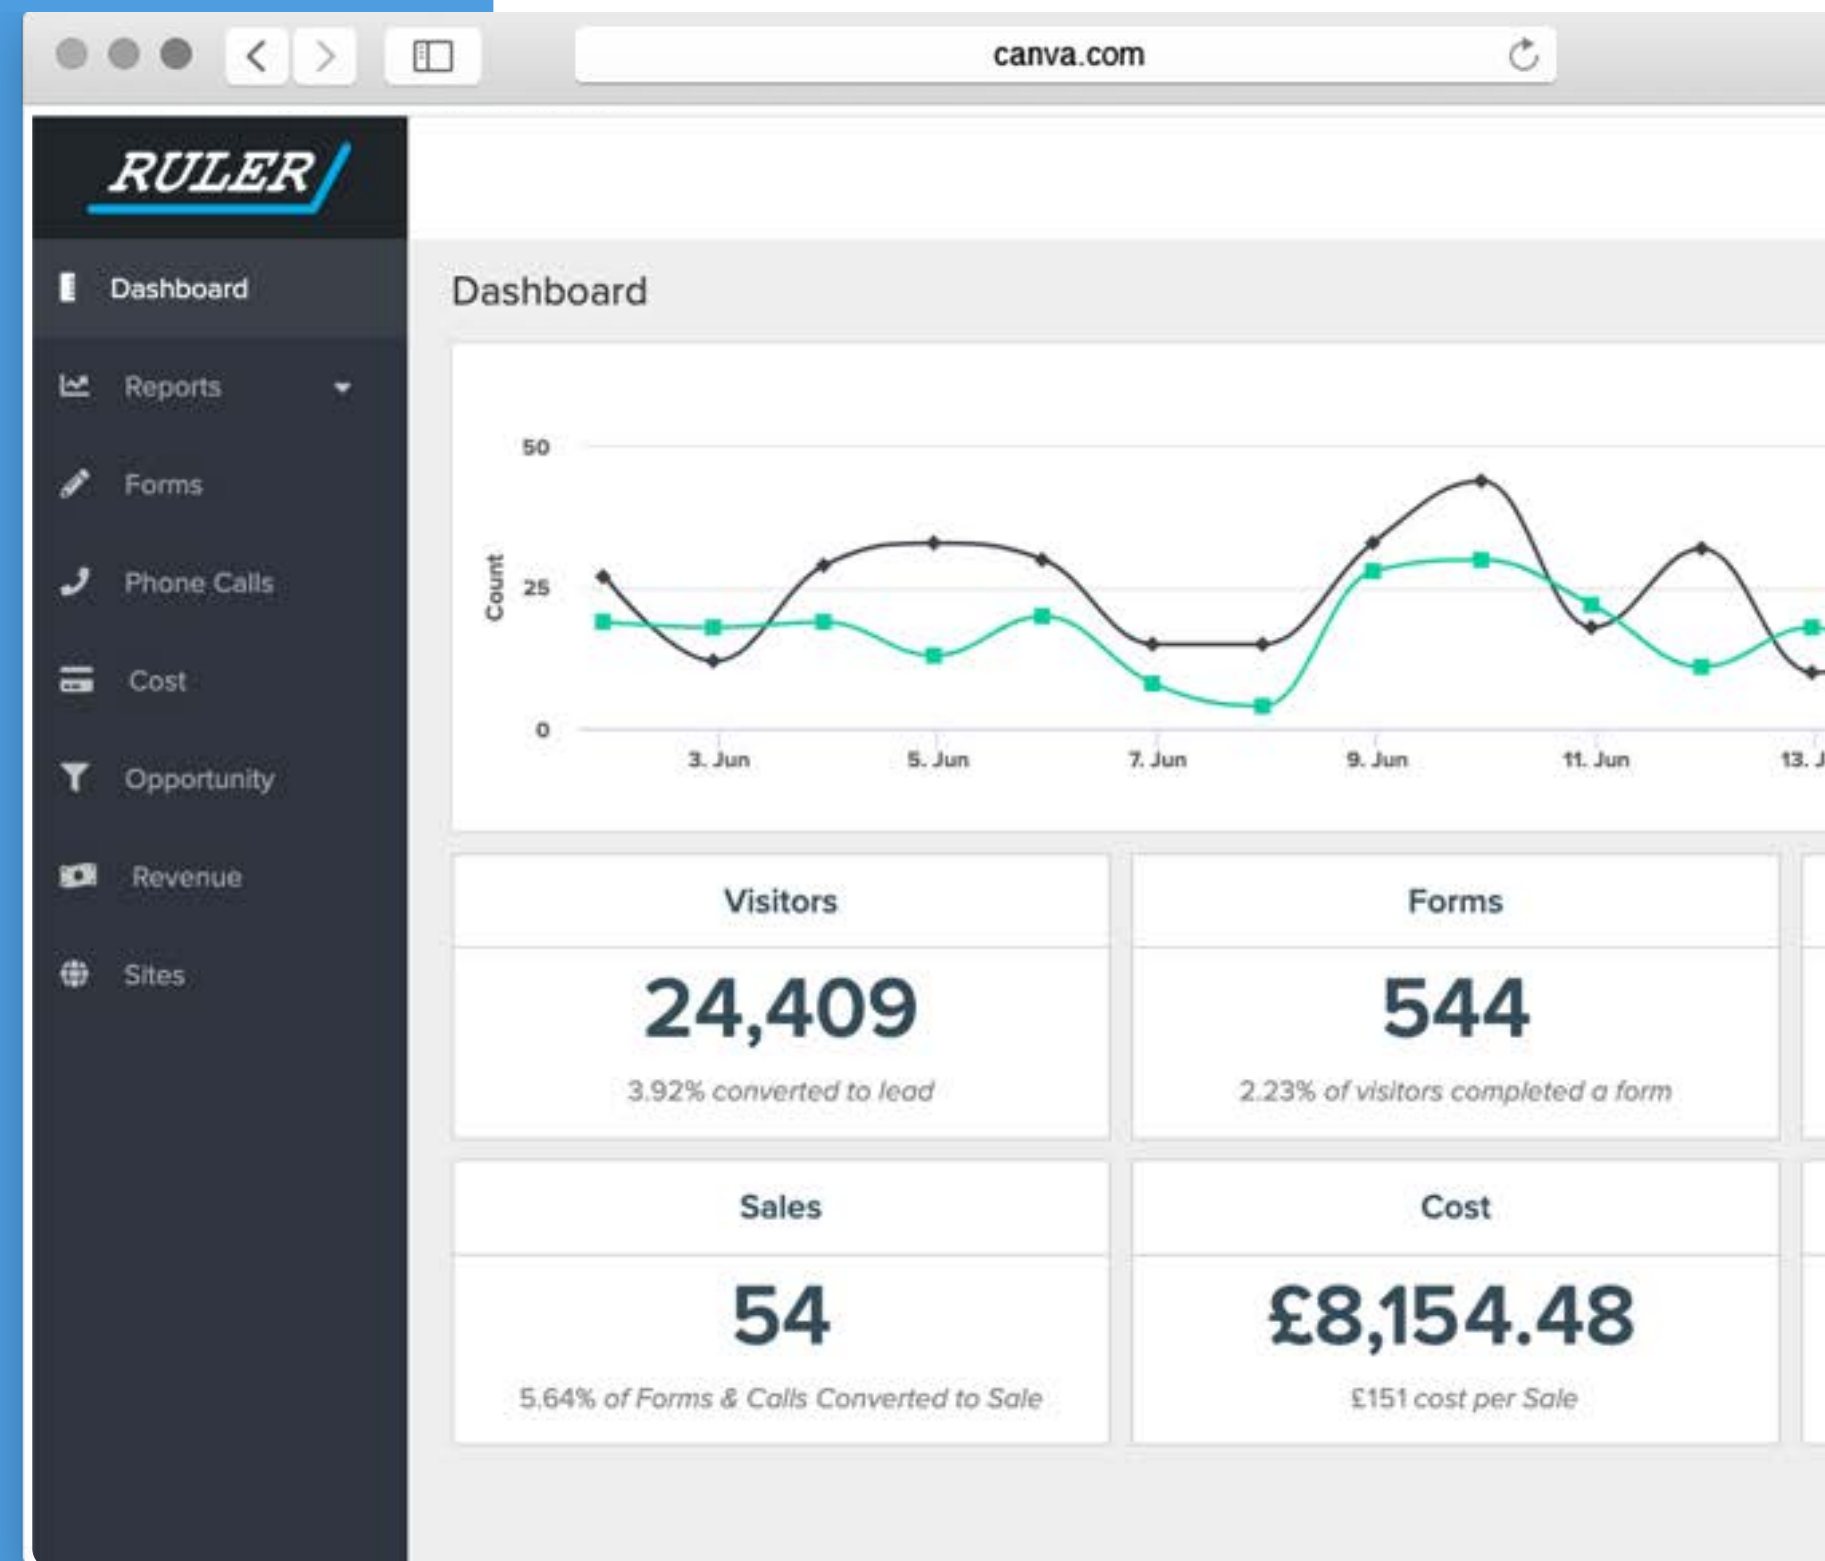 canva.com
RULER
Dashboard
Reports
Forms
Phone Calls
Cost
Opportunity
Revenue
Sites
Dashboard
50
25
0
Count
3. Jun
5. Jun
7. Jun
9. Jun
11. Jun
13. J
Visitors
24,409
3.92% converted to lead
Forms
544
2.23% of visitors completed a form
Sales
54
5.64% of Forms & Calls Converted to Sale
Cost
£8,154.48
£151 cost per Sale